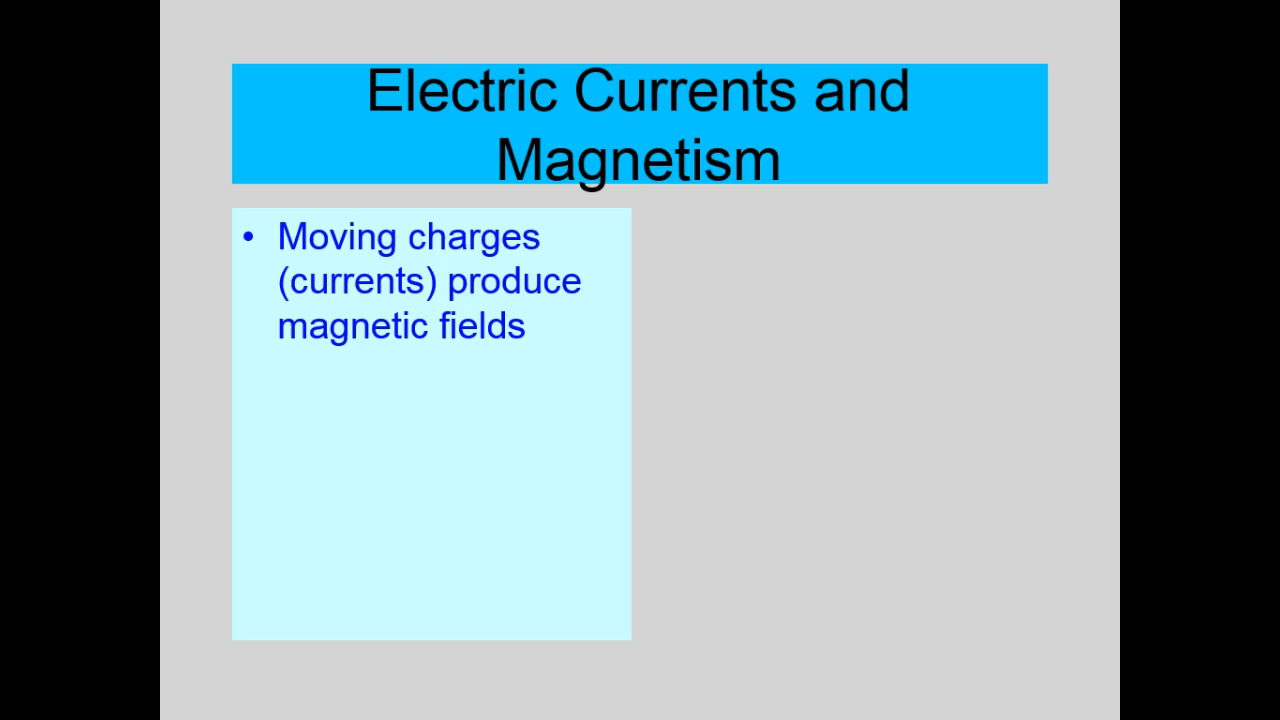 Electric Currents and
Magnetism
• Moving charges
(currents) produce
magnetic fields